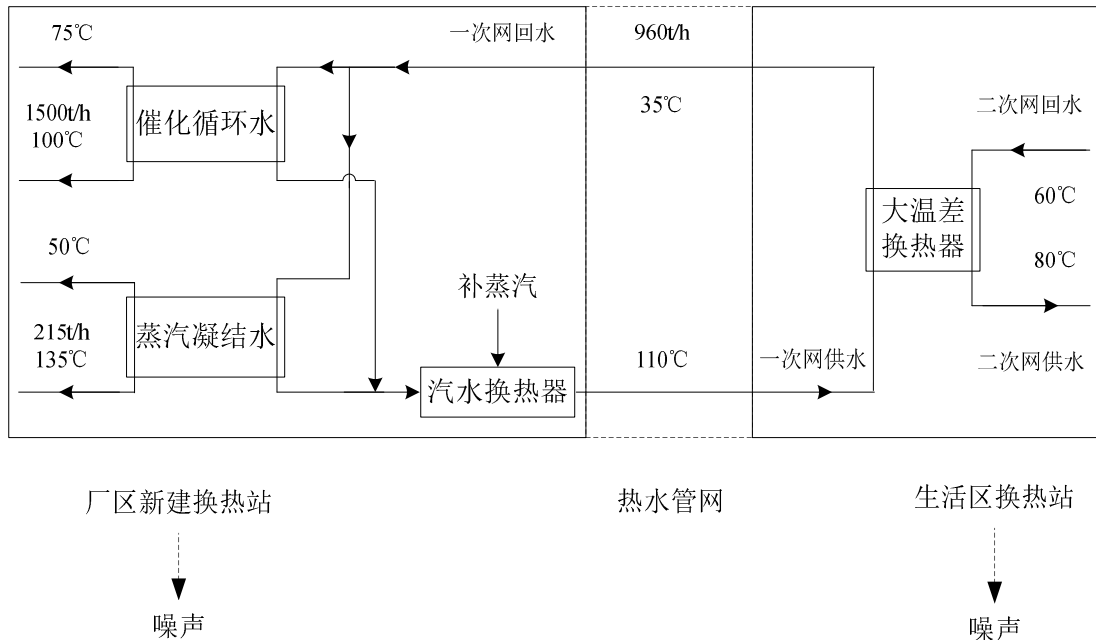 75℃
一次网回水
960t/h
1500t/h
100℃
催化循环水
35℃
二次网回水
大温差
换热器
60℃
50℃
80℃
补蒸汽
215t/h
135℃
蒸汽凝结水
汽水换热器
110℃
一次网供水
二次网供水
厂区新建换热站
热水管网
生活区换热站
噪声
噪声